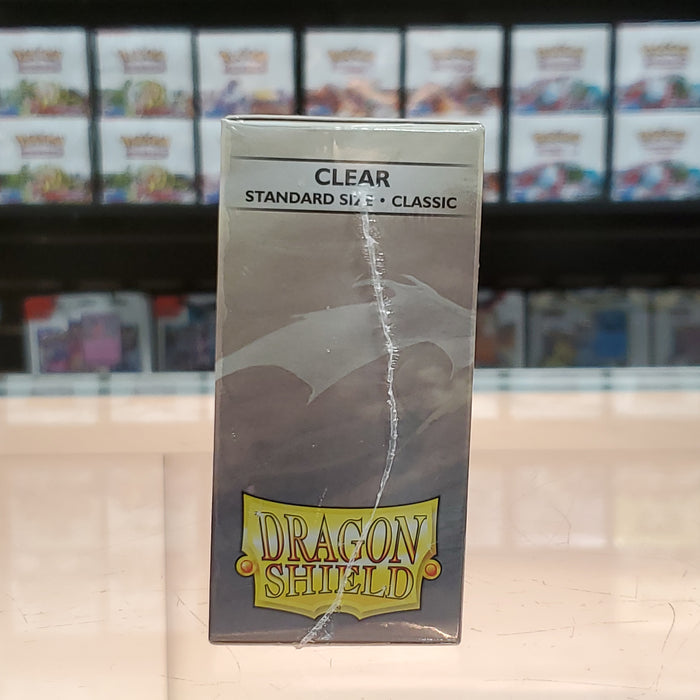 CLEAR
STANDARD SIZE • CLASSIC
DRAGON
SHIELD